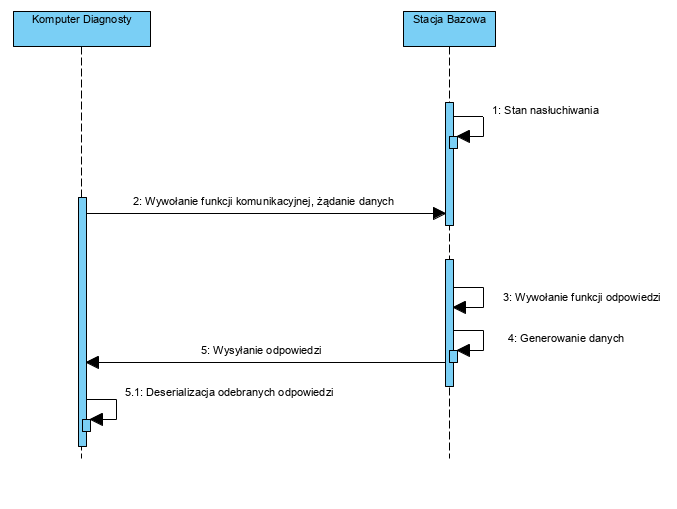 Komputer Diagnosty
Stacja Bazowa
1: Stan nasłuchiwania
2: Wywołanie funkcji komunikacyjnej, żądanie danych
3: Wywołanie funkcji odpowiedzi
4: Generowanie danych
5: Wysyłanie odpowiedzi
5.1: Deserializacja odebranych odpowiedzi